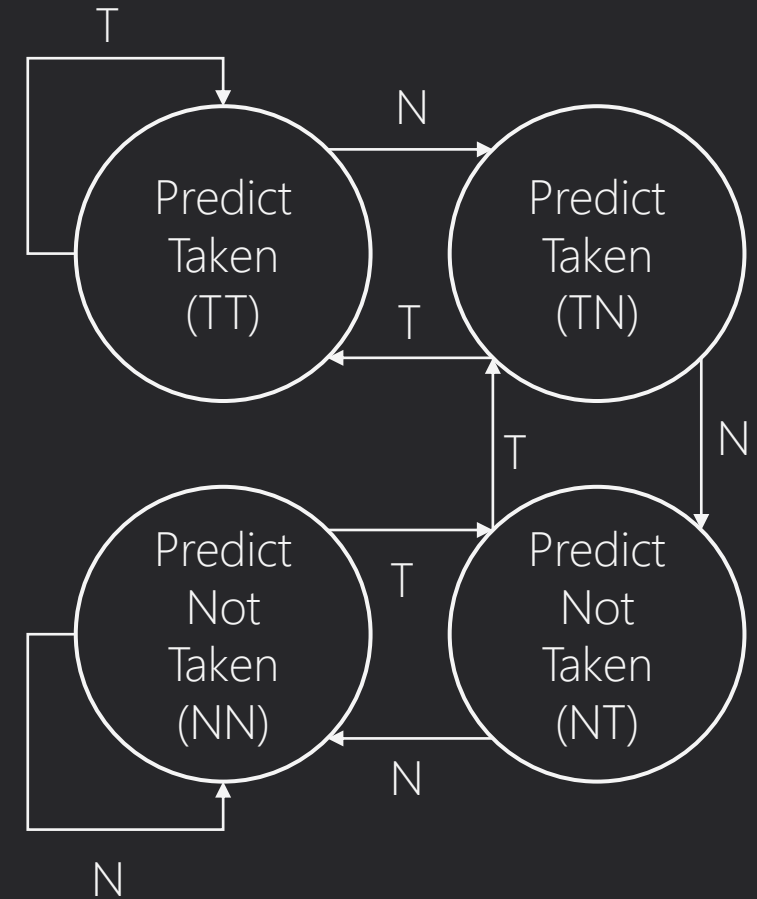 T
N
Predict
Taken
(TT)
Predict
Taken
(TN)
T
N
T
Predict
Not
Taken
(NN)
T
Predict
Not
Taken
(NT)
N
N